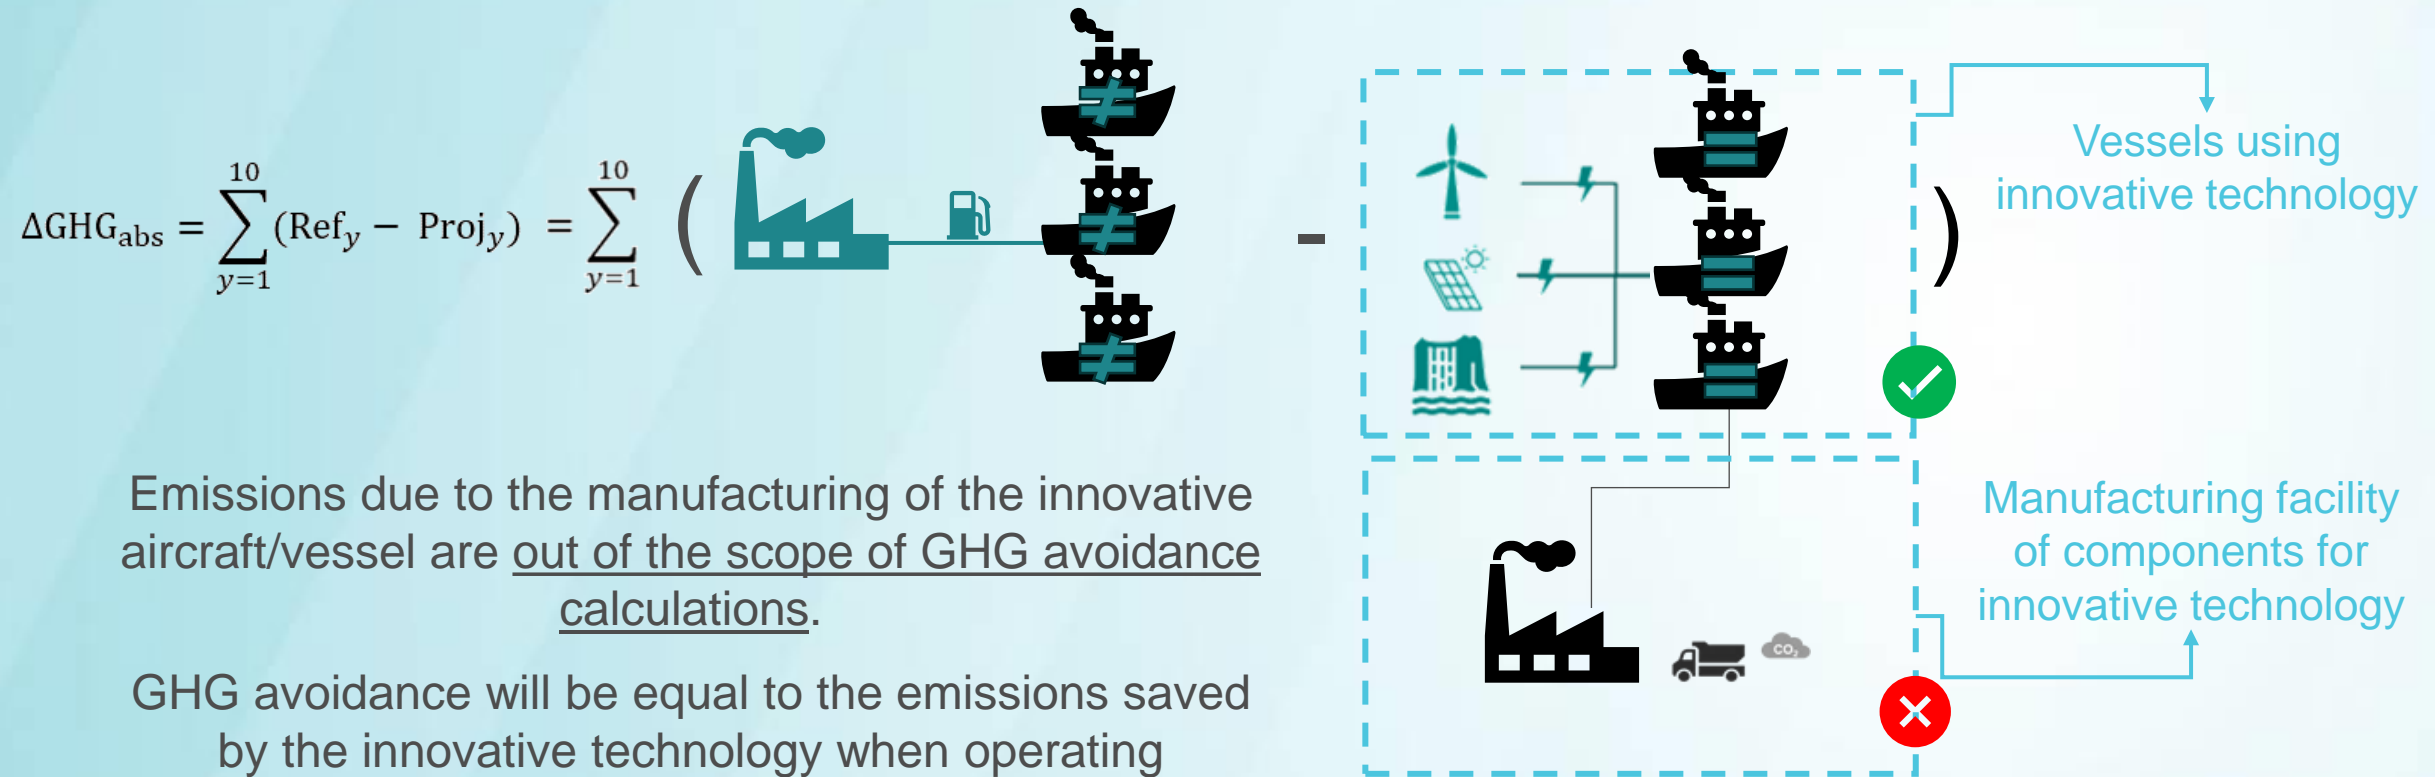 ΔGHG_abs = ∑_{y=1}^{10} (Ref_y − Proj_y) = ∑_{y=1}^{10} ( - )
Vessels using
innovative technology
Emissions due to the manufacturing of the innovative
aircraft/vessel are out of the scope of GHG avoidance
calculations.
GHG avoidance will be equal to the emissions saved
by the innovative technology when operating
Manufacturing facility
of components for
innovative technology
CO₂